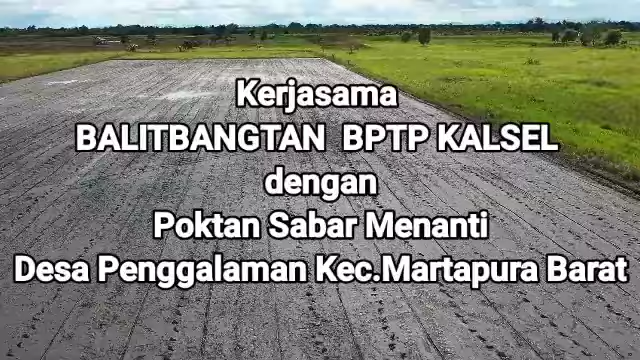 Kerjasama
BALITBANGTAN BPTP KALSEL
dengan
Poktan Sabar Menanti
Desa Penggalaman Kec.Martapura Barat